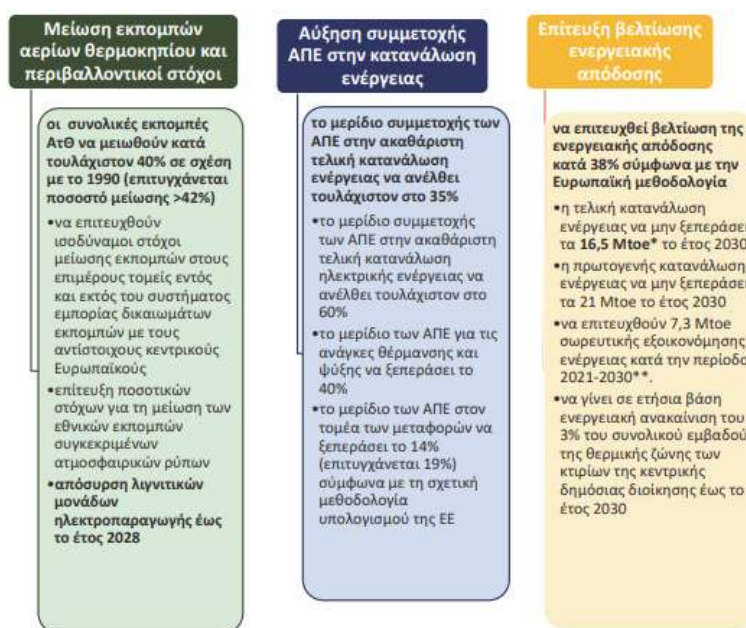 Μείωση εκπομπών
αερίων θερμοκηπίου και
περιβαλλοντικοί στόχοι
οι συνολικές εκπομπές
ΑτΘ να μειωθούν κατά
τουλάχιστον 40% σε σχέση
με το 1990 (επιτυγχάνεται
ποσοστό μείωσης >42%)
•να επιτευχθούν
ισοδύναμοι στόχοι
μείωσης εκπομπών στους
επιμέρους τομείς εντός
και εκτός του συστήματος
εμπορίας δικαιωμάτων
εκπομπών με τους
αντίστοιχους κεντρικούς
Ευρωπαϊκούς
•επίτευξη ποσοτικών
στόχων για τη μείωση των
εθνικών εκπομπών
συγκεκριμένων
ατμοσφαιρικών ρύπων
•απόσυρση λιγνιτικών
μονάδων
ηλεκτροπαραγωγής έως
το έτος 2028
Αύξηση συμμετοχής
ΑΠΕ στην κατανάλωση
ενέργειας
το μερίδιο συμμετοχής των
ΑΠΕ στην ακαθάριστη
τελική κατανάλωση
ενέργειας να ανέλθει
τουλάχιστον στο 35%
•το μερίδιο συμμετοχής
των ΑΠΕ στην ακαθάριστη
τελική κατανάλωση
ηλεκτρικής ενέργειας να
ανέλθει τουλάχιστον στο
60%
•το μερίδιο των ΑΠΕ για τις
ανάγκες θέρμανσης και
ψύξης να ξεπεράσει το
40%
•το μερίδιο των ΑΠΕ στον
τομέα των μεταφορών να
ξεπεράσει το 14%
(επιτυγχάνεται 19%)
σύμφωνα με τη σχετική
μεθοδολογία
υπολογισμού της ΕΕ
Επίτευξη βελτίωσης
ενεργειακής
απόδοσης
να επιτευχθεί βελτίωση της
ενεργειακής απόδοσης
κατά 38% σύμφωνα με την
Ευρωπαϊκή μεθοδολογία
•η τελική κατανάλωση
ενέργειας να μην ξεπεράσει
τα 16,5 Mtoe* το έτος 2030
•η πρωτογενής κατανάλωση
ενέργειας να μην ξεπεράσει
τα 21 Mtoe το έτος 2030
•να επιτευχθούν 7,3 Mtoe
σωρευτικής εξοικονόμησης
ενέργειας κατά την περίοδο
2021-2030**.
•να γίνει σε ετήσια βάση
ενεργειακή ανακαίνιση του
3% του συνολικού εμβαδού
της θερμικής ζώνης των
κτιρίων της κεντρικής
δημόσιας διοίκησης έως το
έτος 2030